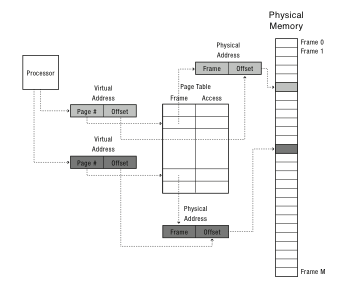 Physical
Memory
Frame 0
Frame 1
Physical
Address
Frame Offset
Processor
Virtual
Address
Page # Offset
Page Table
Frame Access
Virtual
Address
Page # Offset
Physical
Address
Frame Offset
Frame M